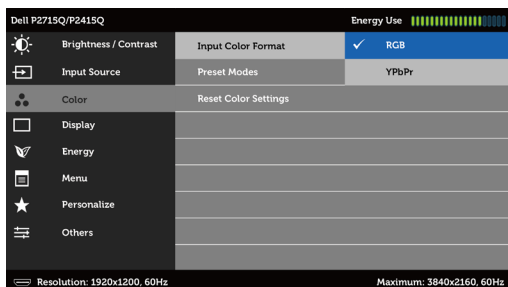 Dell P2715Q/P2415Q Energy Use
Brightness / Contrast Input Color Format ✓ RGB
Input Source Preset Modes YPbPr
Color Reset Color Settings
Display
Energy
Menu
Personalize
Others
Resolution: 1920x1200, 60Hz Maximum: 3840x2160, 60Hz